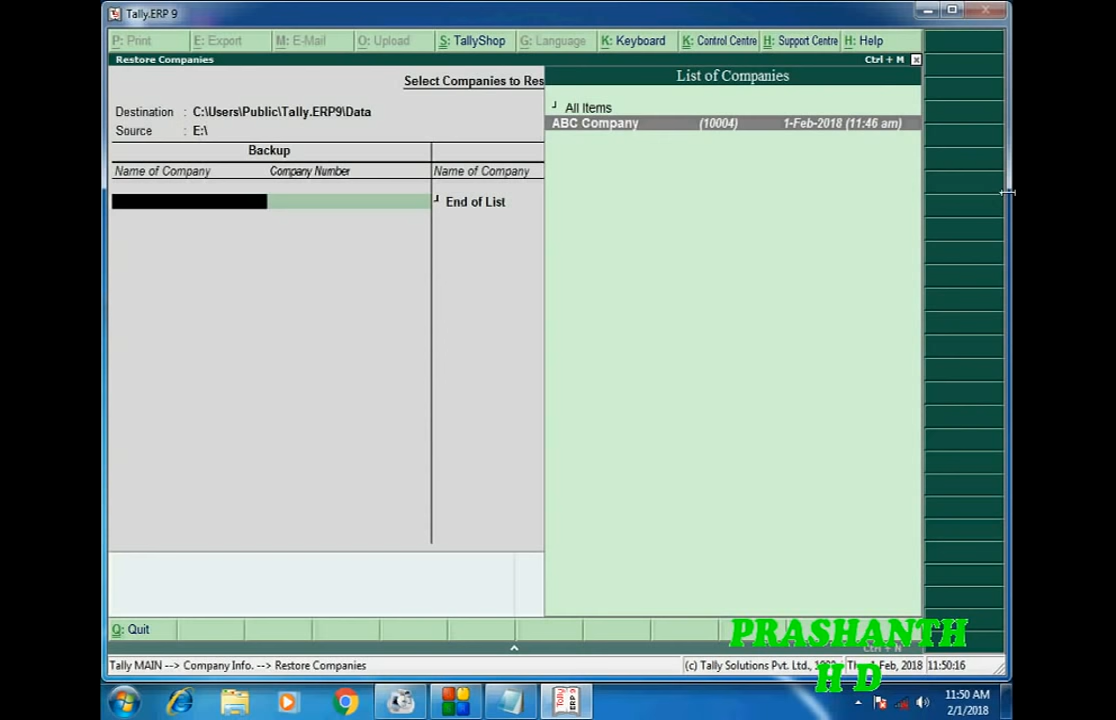 Tally.ERP 9
P: Print E: Export M: E-Mail O: Upload S: TallyShop G: Language K: Keyboard K: Control Centre H: Support Centre H: Help
Restore Companies Ctrl + M
Select Companies to Res
List of Companies
Destination : C:\Users\Public\Tally.ERP9\Data
Source : E:\
All Items
ABC Company (10004) 1-Feb-2018 (11:46 am)
Backup
Name of Company Company Number Name of Company
End of List
Q: Quit
PRASHANTH
H D
Ctrl + N
Tally MAIN --> Company Info. --> Restore Companies (c) Tally Solutions Pvt. Ltd., 1 Feb, 2018 11:50:16
ERP 9
11:50 AM
2/1/2018